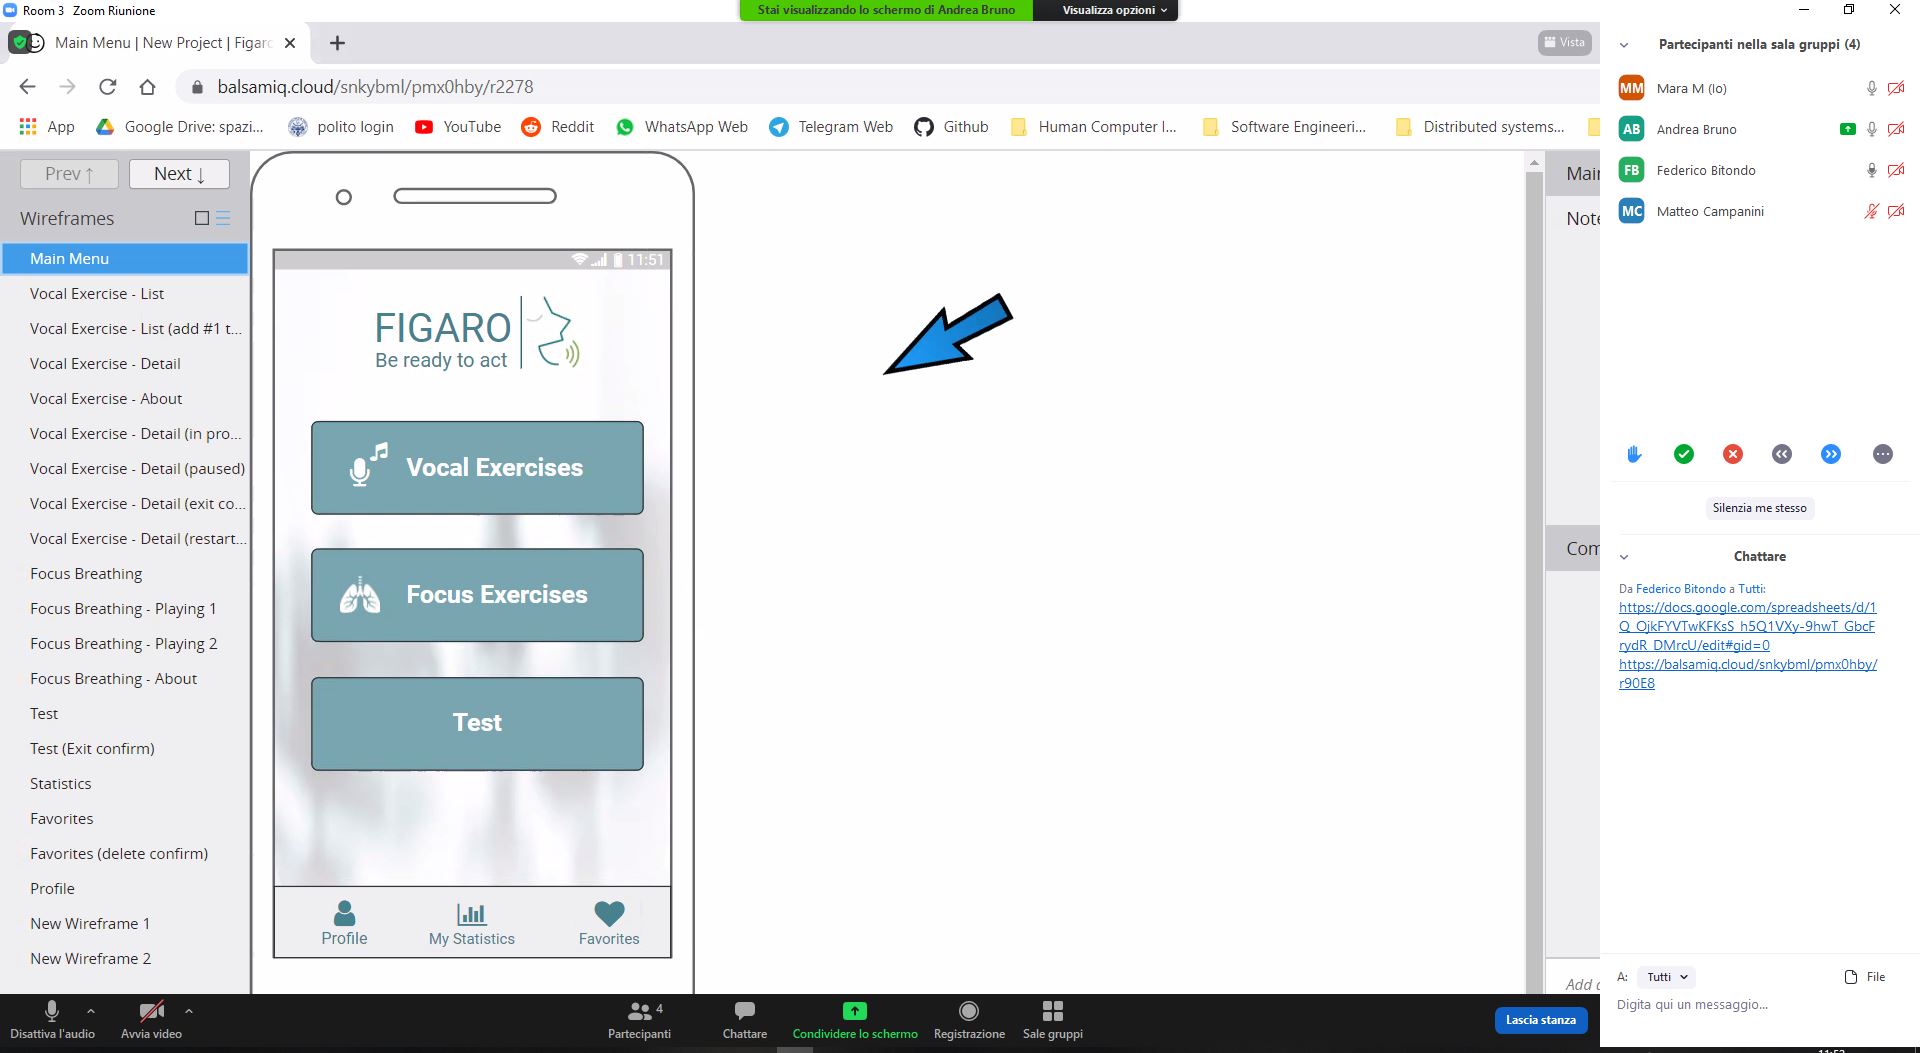 Room 3 Zoom Riunione
Stai visualizzando lo schermo di Andrea Bruno
Visualizza opzioni
Main Menu | New Project | Figaro
Vista
balsamiq.cloud/snkybml/pmx0hby/r2278
App
Google Drive: spazi...
polito login
YouTube
Reddit
WhatsApp Web
Telegram Web
Github
Human Computer I...
Software Engineeri...
Distributed systems...
Prev ↑
Next ↓
Wireframes
Main Menu
Vocal Exercise - List
Vocal Exercise - List (add #1 t...
Vocal Exercise - Detail
Vocal Exercise - About
Vocal Exercise - Detail (in pro...
Vocal Exercise - Detail (paused)
Vocal Exercise - Detail (exit co...
Vocal Exercise - Detail (restart...
Focus Breathing
Focus Breathing - Playing 1
Focus Breathing - Playing 2
Focus Breathing - About
Test
Test (Exit confirm)
Statistics
Favorites
Favorites (delete confirm)
Profile
New Wireframe 1
New Wireframe 2
11:51
FIGARO
Be ready to act
Vocal Exercises
Focus Exercises
Test
Profile
My Statistics
Favorites
Partecipanti nella sala gruppi (4)
MM Mara M (Io)
AB Andrea Bruno
FB Federico Bitondo
MC Matteo Campanini
Silenzia me stesso
Chattare
Da Federico Bitondo a Tutti:
https://docs.google.com/spreadsheets/d/1
Q_OjkFYVTwKFKsS_h5Q1VXy-9hwT_GbcF
rydR_DMrcU/edit#gid=0
https://balsamiq.cloud/snkybml/pmx0hby/
r90E8
A: Tutti
File
Digita qui un messaggio...
Disattiva l'audio
Avvia video
Partecipanti
4
Chattare
Condividere lo schermo
Registrazione
Sale gruppi
Lascia stanza